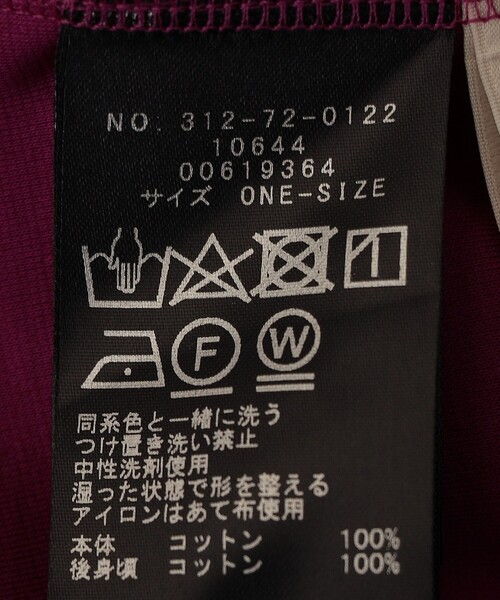 NO. 312-72-0122
10644
00619364
サイズ ONE-SIZE
F W
同系色と一緒に洗う
つけ置き洗い禁止
中性洗剤使用
湿った状態で形を整える
アイロンはあて布使用
本体 コットン 100%
後身頃 コットン 100%